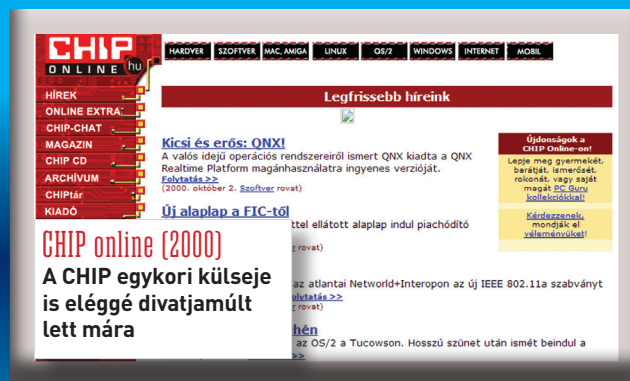 CHIP
ONLINE hu
HARDVER SZOFTVER MAC, AMIGA LINUX OS/2 WINDOWS INTERNET MOBIL
HÍREK
ONLINE EXTRA
CHIP-CHAT
MAGAZIN
CHIP CD
ARCHÍVUM
CHIPtár
KIADÓ
Legfrissebb híreink
Kicsi és erős: QNX!
A valós idejű operációs rendszereiről ismert QNX kiadta a QNX
Realtime Platform magánhasználatra ingyenes verzióját.
Folytatás >>
(2000. október 2. Szoftver rovat)
Új alaplap a FIC-től
ttel ellátott alaplap indul piachódító
rovat)
az atlantai Networld+Interopon az új IEEE 802.11a szabványt
olytatás >>
rovat)
hén
az OS/2 a Tucowson. Hosszú szünet után ismét beindul a
>>
Újdonságok a
CHIP Online-on!
Lepje meg gyermekét,
barátját, ismerősét,
rokonát, vagy saját
magát PC Guru
kollekciókkal!
Kérdezzenek,
mondják el
véleményüket!
CHIP online (2000)
A CHIP egykori külseje
is eléggé divatjamúlt
lett mára